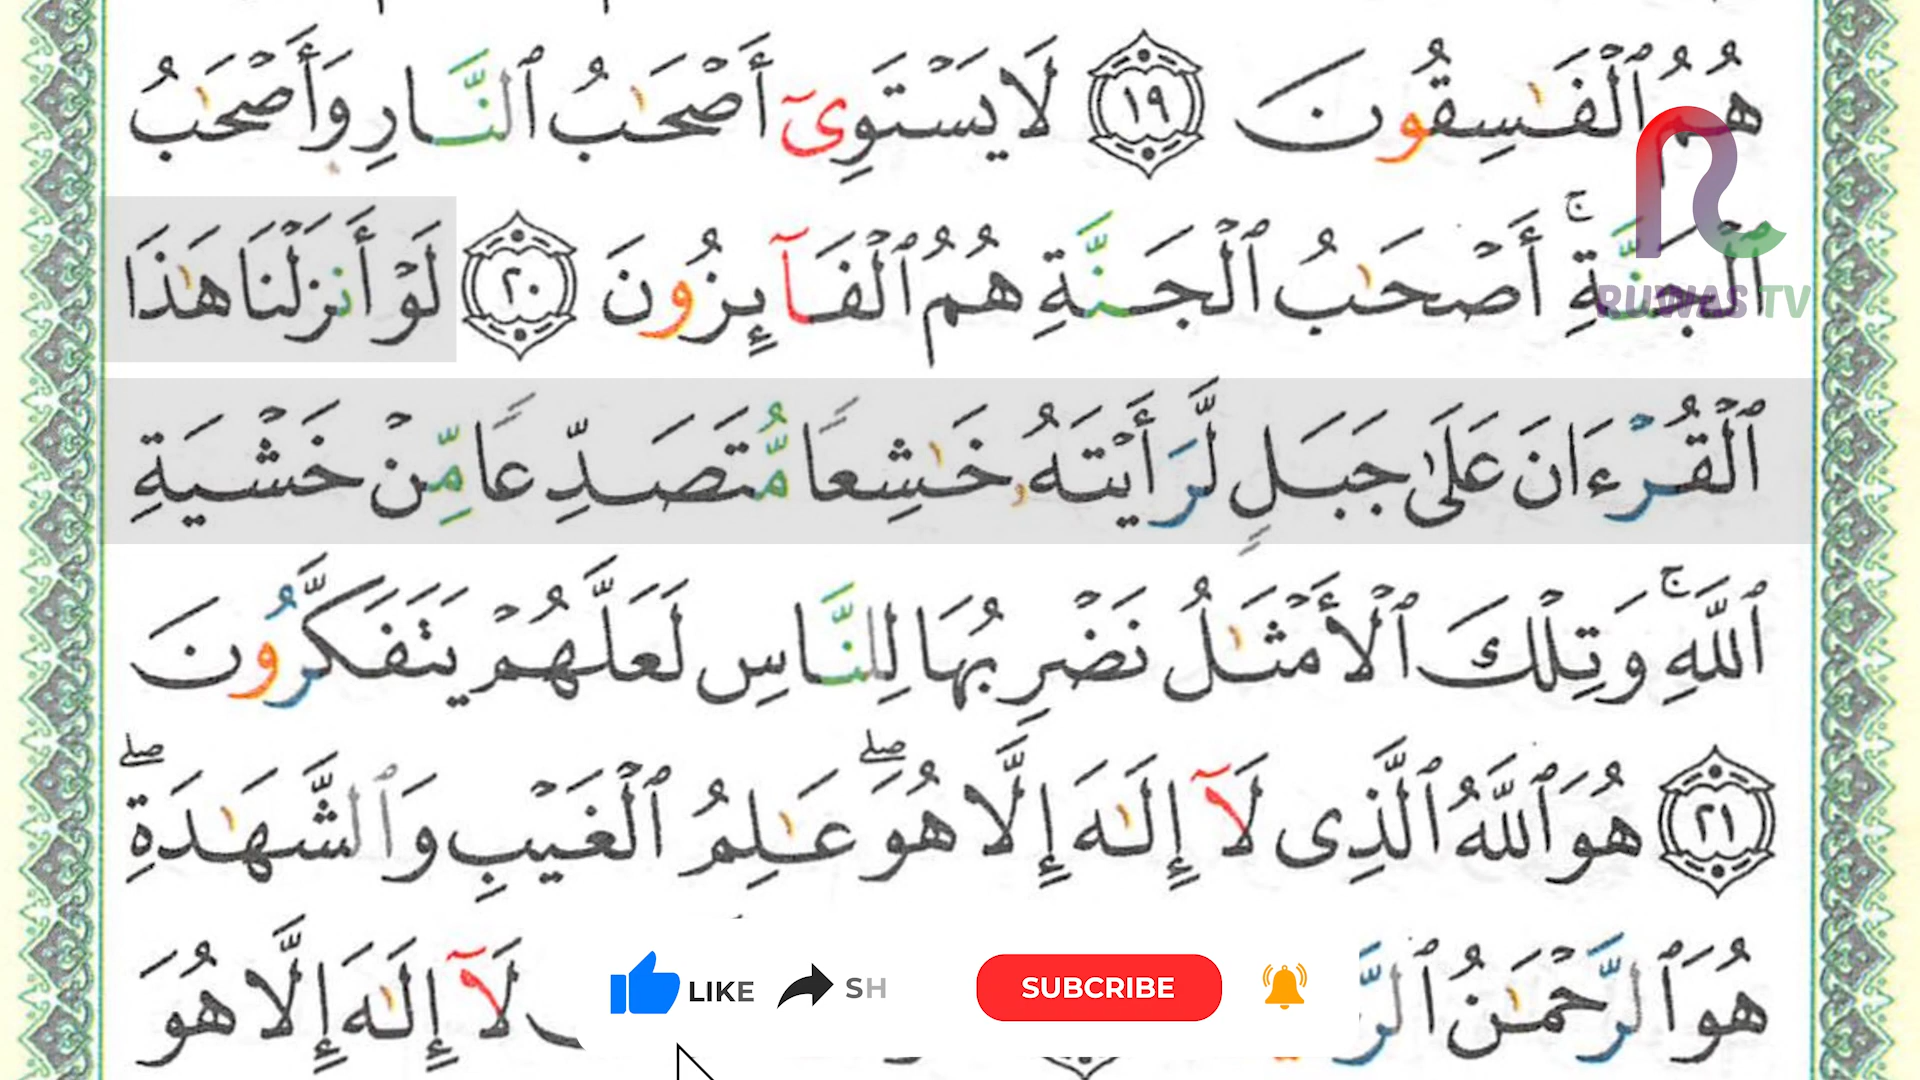 هُمُ ٱلْفَـٰسِقُونَ ١٩ لَا يَسْتَوِىٓ أَصْحَـٰبُ ٱلنَّارِ وَأَصْحَـٰبُ
ٱلْجَنَّةِ ۚ أَصْحَـٰبُ ٱلْجَنَّةِ هُمُ ٱلْفَآئِزُونَ ٢٠ لَوْ أَنزَلْنَا هَـٰذَا
RUWAS TV
ٱلْقُرْءَانَ عَلَىٰ جَبَلٍ لَّرَأَيْتَهُۥ خَـٰشِعًا مُّتَصَدِّعًا مِّنْ خَشْيَةِ
ٱللَّهِ ۚ وَتِلْكَ ٱلْأَمْثَـٰلُ نَضْرِبُهَا لِلنَّاسِ لَعَلَّهُمْ يَتَفَكَّرُونَ
٢١ هُوَ ٱللَّهُ ٱلَّذِى لَآ إِلَـٰهَ إِلَّا هُوَ ۖ عَـٰلِمُ ٱلْغَيْبِ وَٱلشَّهَـٰدَةِ ۖ
هُوَ ٱلرَّحْمَـٰنُ لَآ إِلَـٰهَ إِلَّا هُوَ
LIKE SH SUBCRIBE